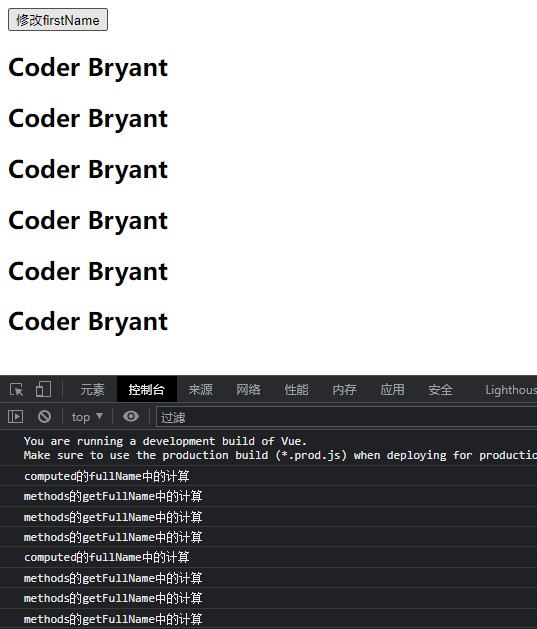 修改firstName
Coder Bryant
Coder Bryant
Coder Bryant
Coder Bryant
Coder Bryant
Coder Bryant
元素 控制台 来源 网络 性能 内存 应用 安全 Lighthous
top 过滤
You are running a development build of Vue.
Make sure to use the production build (*.prod.js) when deploying for productio
computed的fullName中的计算
methods的getFullName中的计算
methods的getFullName中的计算
methods的getFullName中的计算
computed的fullName中的计算
methods的getFullName中的计算
methods的getFullName中的计算
methods的getFullName中的计算